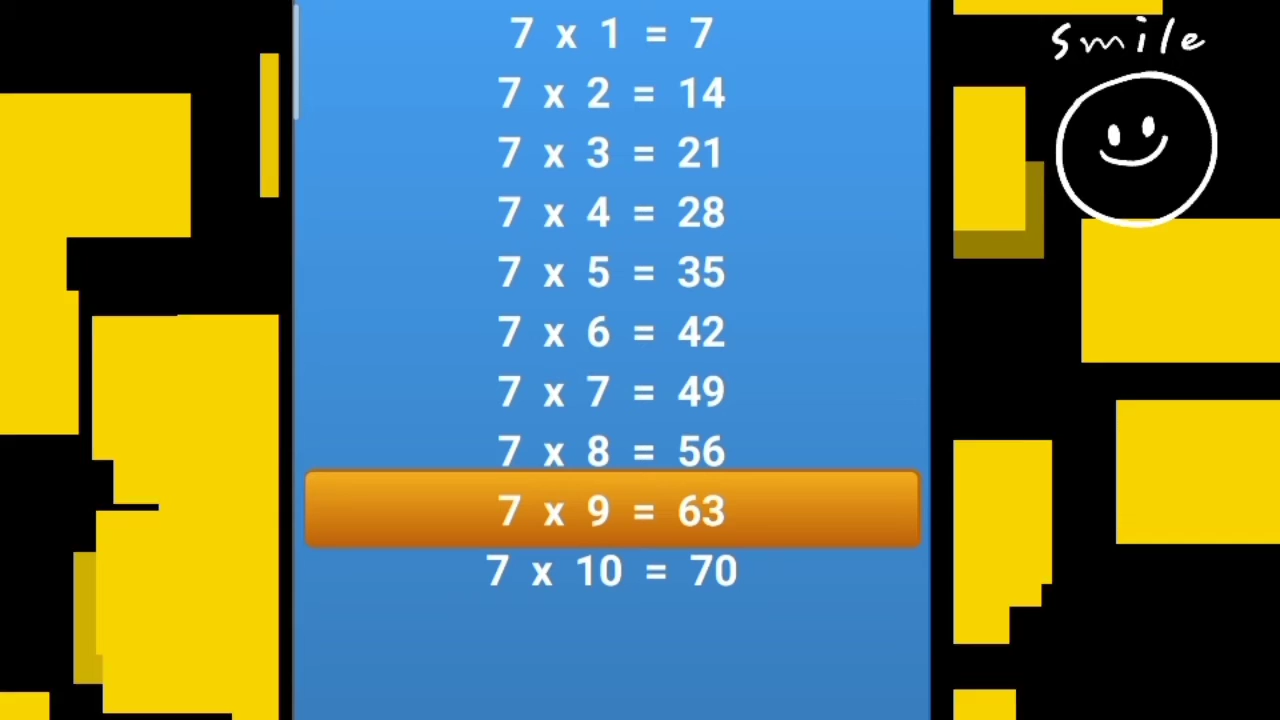 7 x 1 = 7
7 x 2 = 14
7 x 3 = 21
7 x 4 = 28
7 x 5 = 35
7 x 6 = 42
7 x 7 = 49
7 x 8 = 56
7 x 9 = 63
7 x 10 = 70
smile